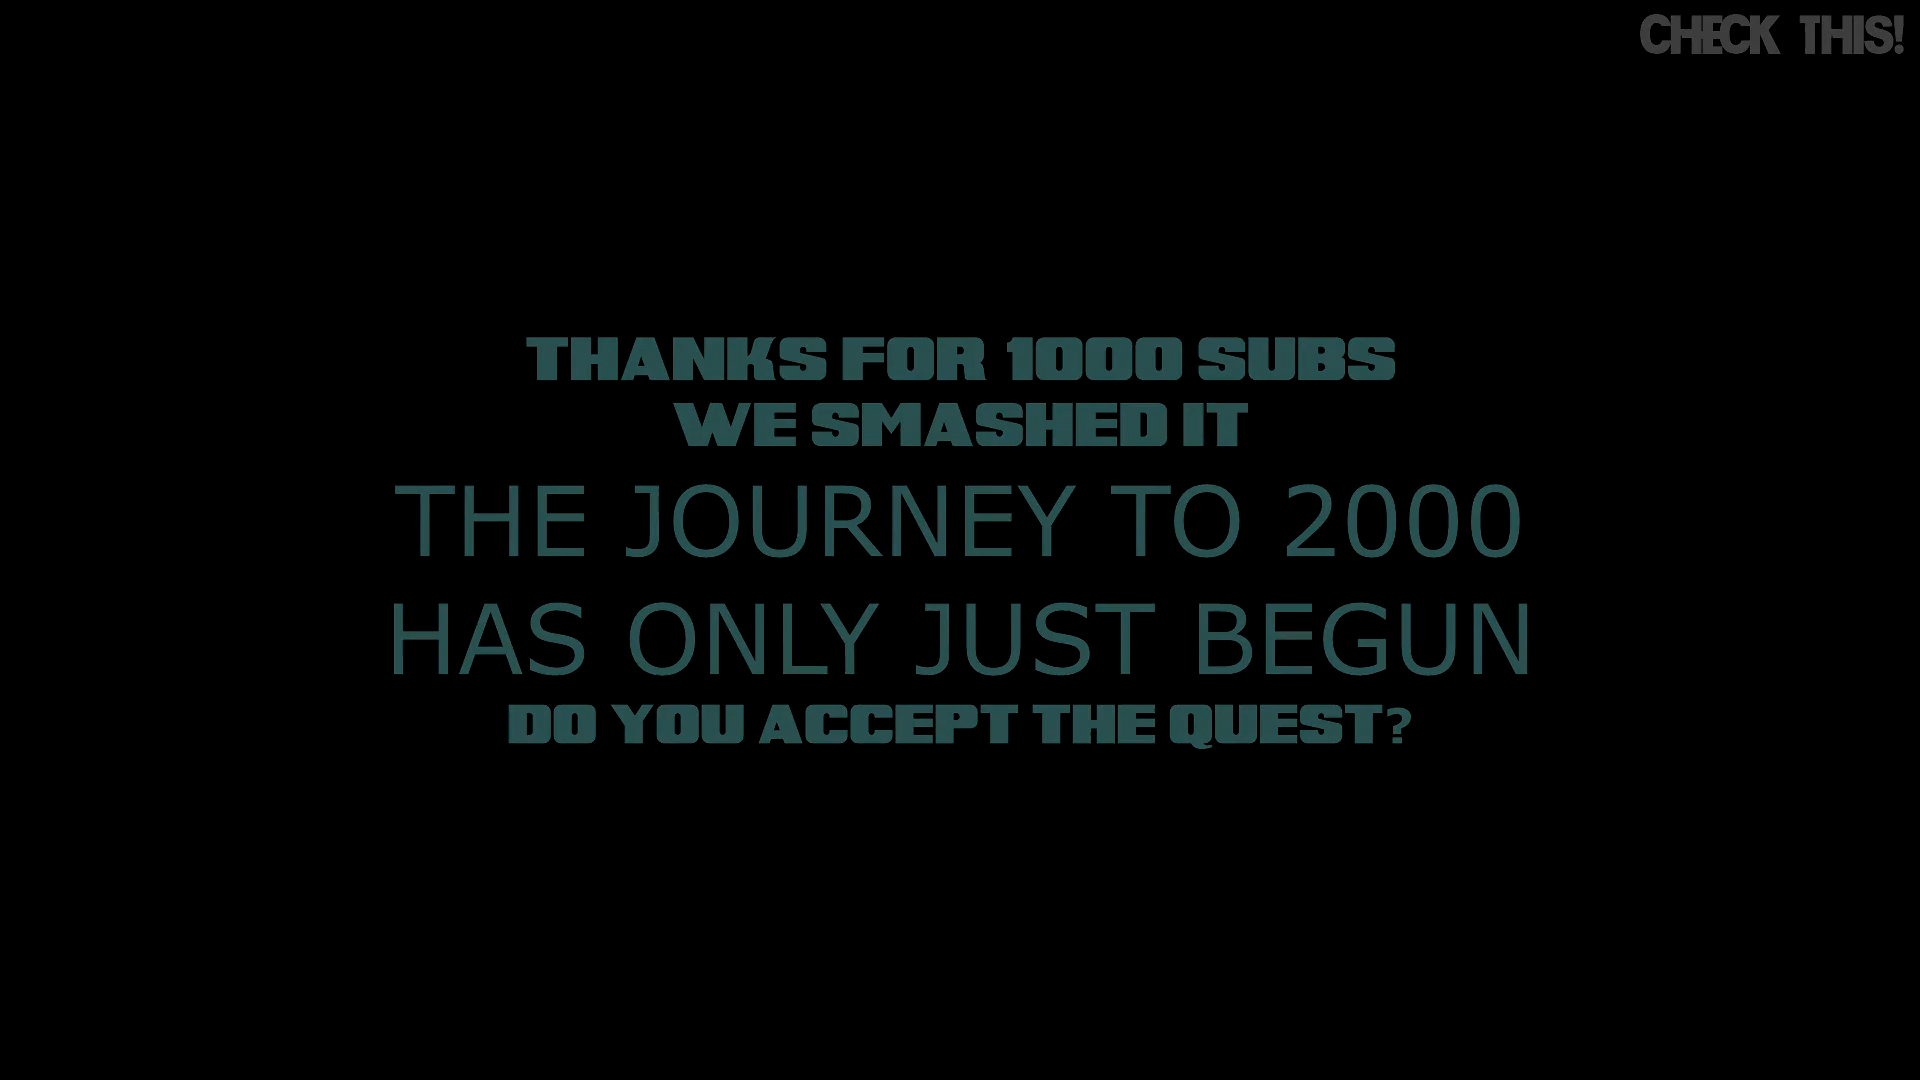 CHECK THIS!
THANKS FOR 1000 SUBS
WE SMASHED IT
THE JOURNEY TO 2000
HAS ONLY JUST BEGUN
DO YOU ACCEPT THE QUEST?